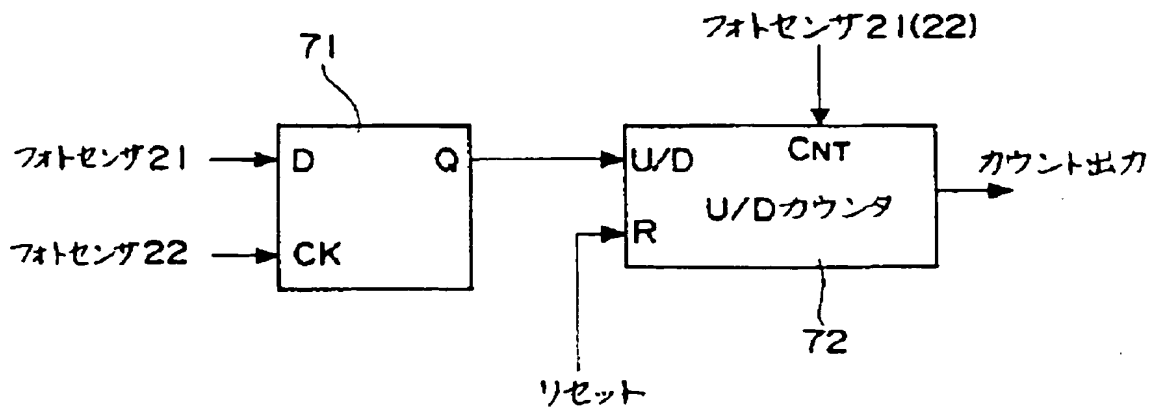 フォトセンサ21(22)
71
フォトセンサ21
D
Q
U/D
CNT
カウント出力
U/Dカウンタ
フォトセンサ22
CK
R
72
リセット